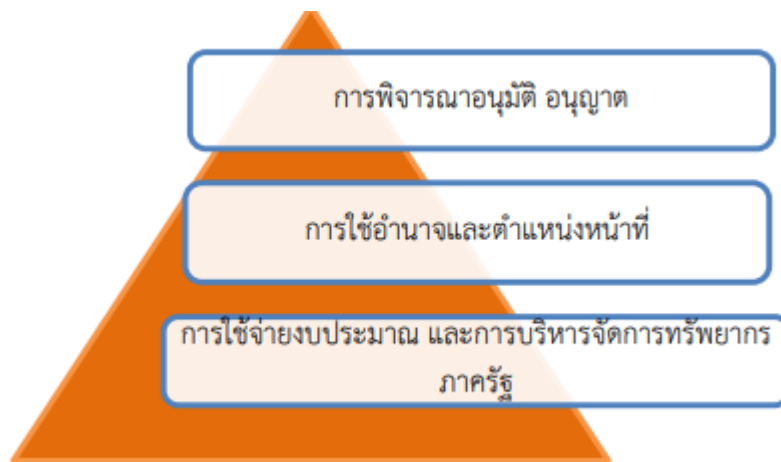 การพิจารณาอนุมัติ อนุญาต
การใช้อำนาจและตำแหน่งหน้าที่
การใช้จ่ายงบประมาณ และการบริหารจัดการทรัพยากร
ภาครัฐ